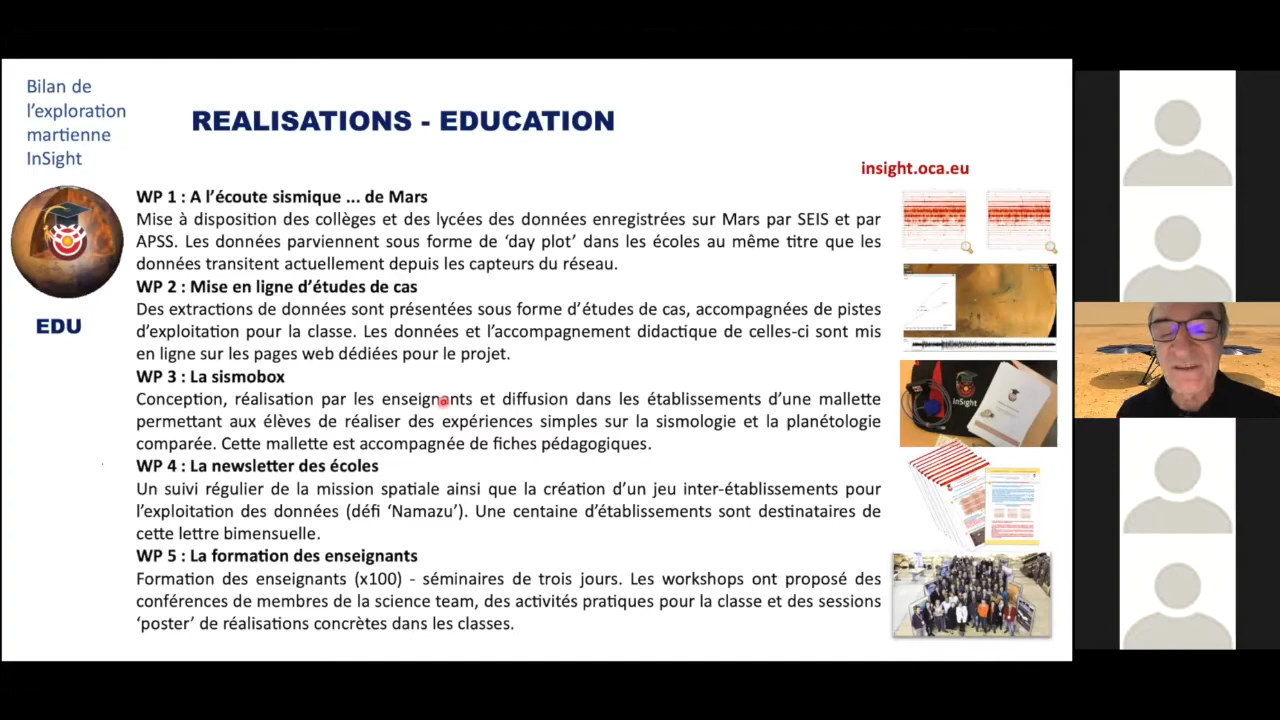 Bilan de
l’exploration
martienne
InSight
REALISATIONS - EDUCATION
insight.oca.eu
EDU
WP 1 : A l’écoute sismique ... de Mars
Mise à disposition des collèges et des lycées des données enregistrées sur Mars par SEIS et par
APSS. Les données parviennent sous forme de ‘day plot’ dans les écoles au même titre que les
données transitent actuellement depuis les capteurs du réseau.
WP 2 : Mise en ligne d’études de cas
Des extractions de données sont présentées sous forme d’études de cas, accompagnées de pistes
d’exploitation pour la classe. Les données et l’accompagnement didactique de celles-ci sont mis
en ligne sur les pages web dédiées pour le projet.
WP 3 : La sismobox
Conception, réalisation par les enseignants et diffusion dans les établissements d’une mallette
permettant aux élèves de réaliser des expériences simples sur la sismologie et la planétologie
comparée. Cette mallette est accompagnée de fiches pédagogiques.
WP 4 : La newsletter des écoles
Un suivi régulier de la mission spatiale ainsi que la création d’un jeu inter-établissements pour
l’exploitation des données (défi ‘Namazu’). Une centaine d’établissements sont destinataires de
cette lettre bimensuelle.
WP 5 : La formation des enseignants
Formation des enseignants (x100) - séminaires de trois jours. Les workshops ont proposé des
conférences de membres de la science team, des activités pratiques pour la classe et des sessions
‘poster’ de réalisations concrètes dans les classes.
InSight